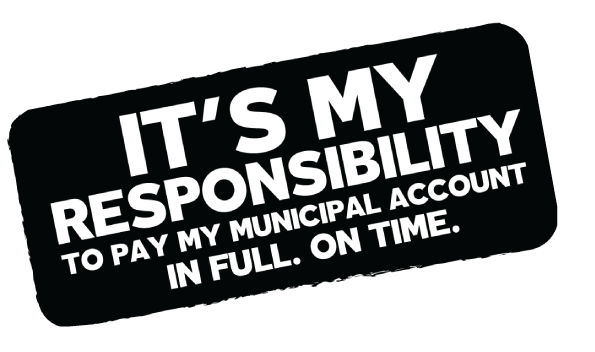 IT'S MY
RESPONSIBILITY
TO PAY MY MUNICIPAL ACCOUNT
IN FULL. ON TIME.